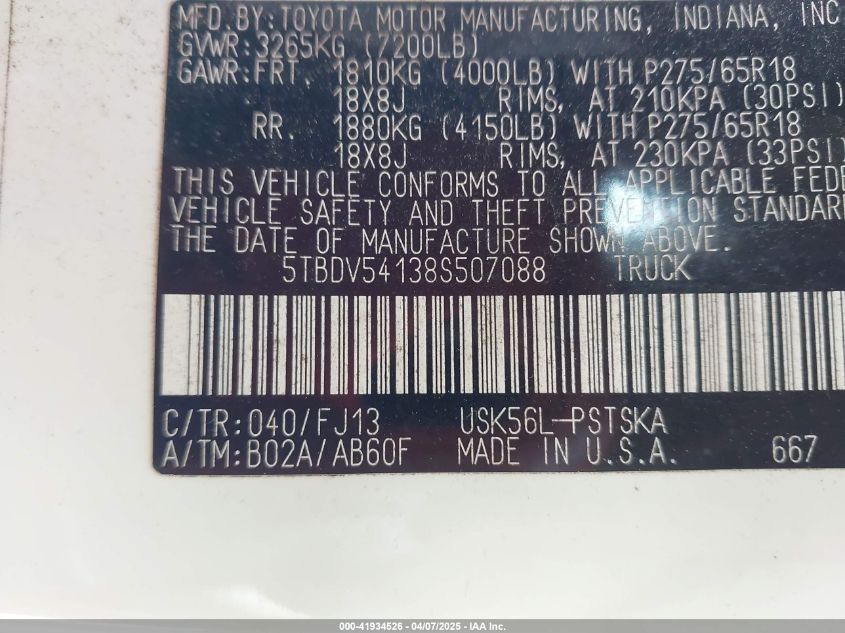 MFD. BY: TOYOTA MOTOR MANUFACTURING, INDIANA, INC
GVWR: 3265KG (7200LB)
GAWR: FRT. 1810KG (4000LB) WITH P275/65R18
18X8J RIMS, AT 210KPA (30PSI)
RR. 1880KG (4150LB) WITH P275/65R18
18X8J RIMS, AT 230KPA (33PSI)
THIS VEHICLE CONFORMS TO ALL APPLICABLE FEDE
VEHICLE SAFETY AND THEFT PREVENTION STANDAR
THE DATE OF MANUFACTURE SHOWN ABOVE.
5TBDV54138S507088 TRUCK
C/TR: 040/FJ13 USK56L-PSTSKA
A/TM: B02A/AB60F MADE IN U.S.A. 667
000-41934526 - 04/07/2025 - IAA Inc.